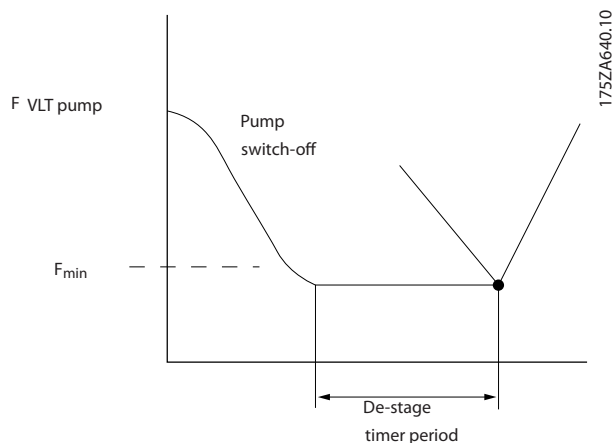 175ZA640.10
F VLT pump
Pump
switch-off
Fmin
De-stage
timer period